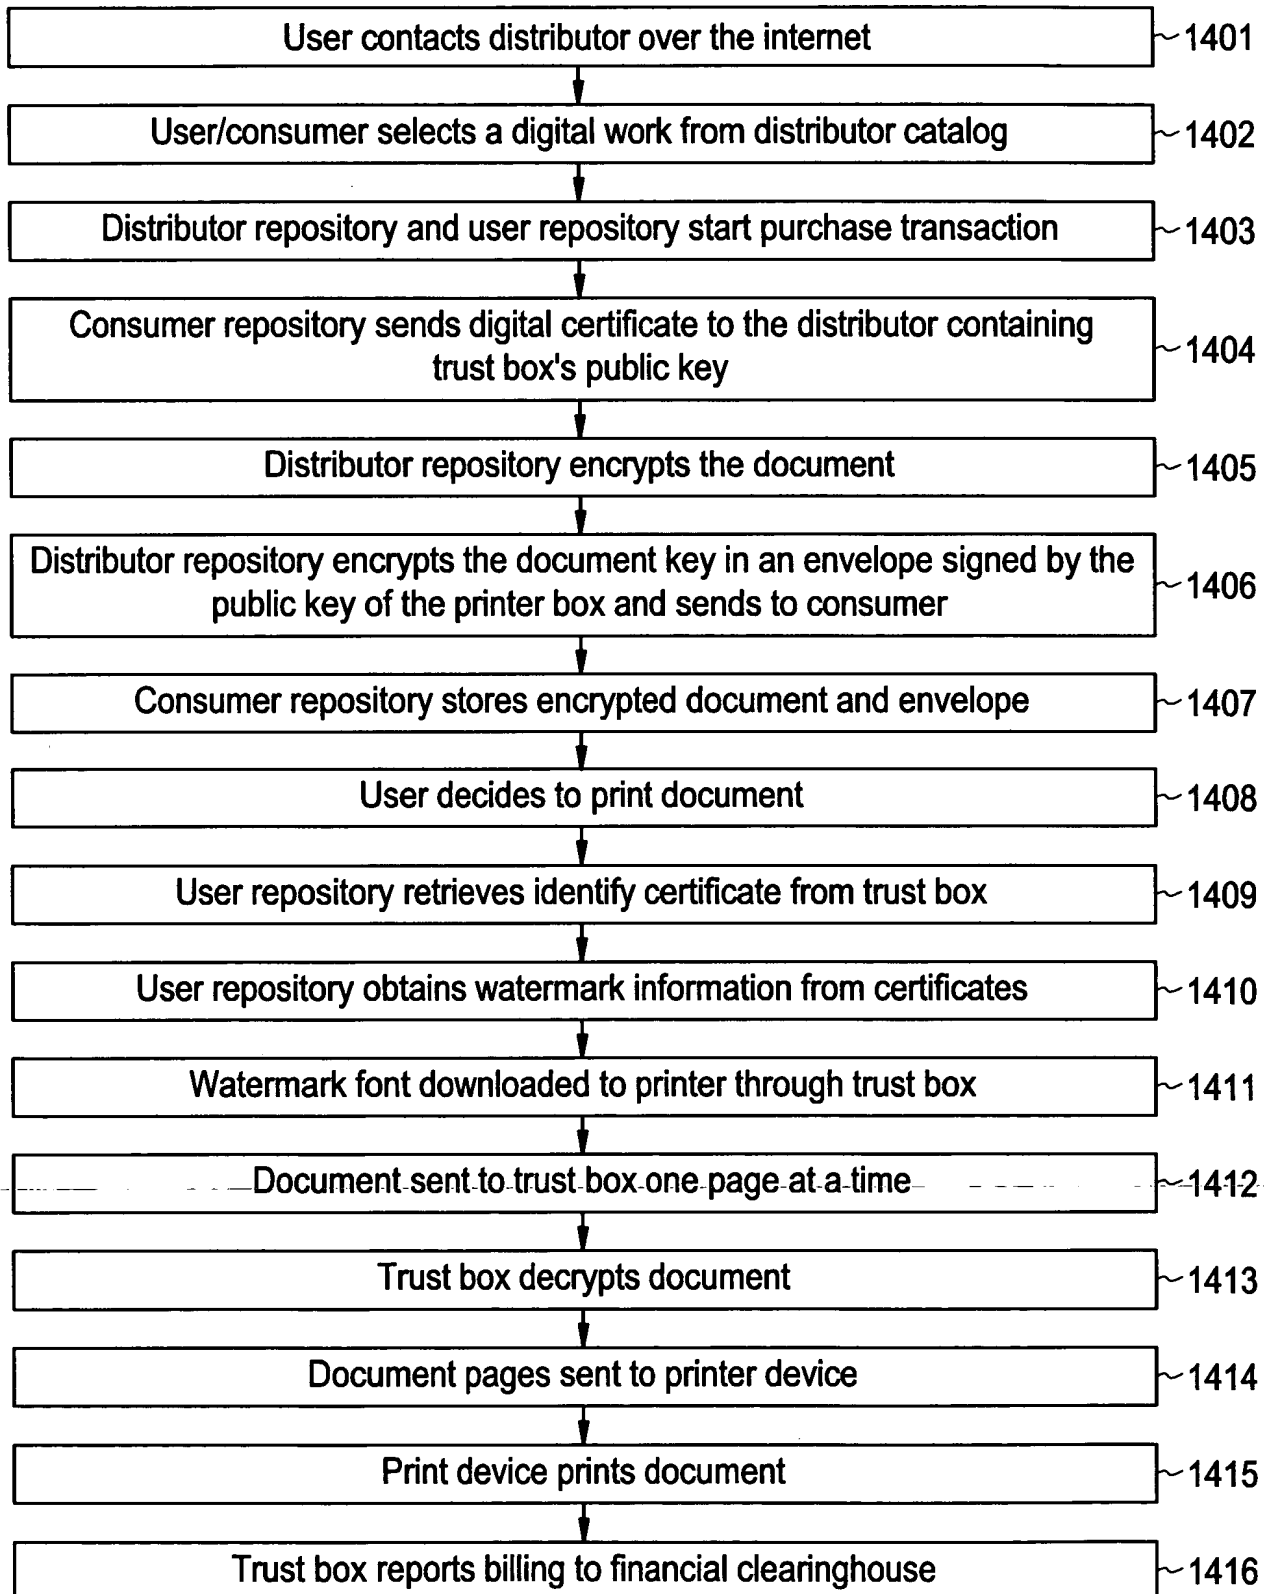 User contacts distributor over the internet 1401
User/consumer selects a digital work from distributor catalog 1402
Distributor repository and user repository start purchase transaction 1403
Consumer repository sends digital certificate to the distributor containing
trust box's public key 1404
Distributor repository encrypts the document 1405
Distributor repository encrypts the document key in an envelope signed by the
public key of the printer box and sends to consumer 1406
Consumer repository stores encrypted document and envelope 1407
User decides to print document 1408
User repository retrieves identify certificate from trust box 1409
User repository obtains watermark information from certificates 1410
Watermark font downloaded to printer through trust box 1411
Document sent to trust box one page at a time 1412
Trust box decrypts document 1413
Document pages sent to printer device 1414
Print device prints document 1415
Trust box reports billing to financial clearinghouse 1416